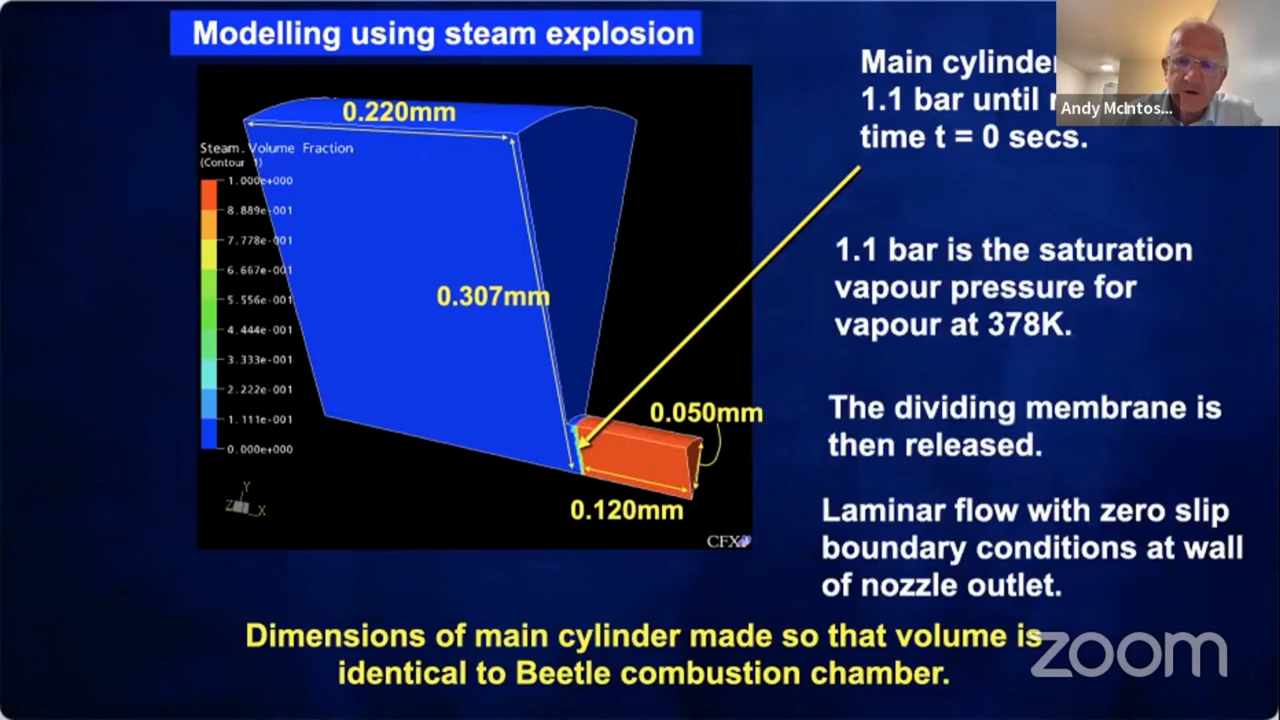 Modelling using steam explosion
Main cylinder
1.1 bar until
time t = 0 secs.
Andy McIntos...
0.220mm
Steam.Volume Fraction
(Contour 1)
1.000e+000
8.889e-001
7.778e-001
6.667e-001
5.556e-001
4.444e-001
3.333e-001
2.222e-001
1.111e-001
0.000e+000
0.307mm
1.1 bar is the saturation
vapour pressure for
vapour at 378K.
0.050mm
The dividing membrane is
then released.
0.120mm
Y
Z X
CFX
Laminar flow with zero slip
boundary conditions at wall
of nozzle outlet.
Dimensions of main cylinder made so that volume is
identical to Beetle combustion chamber.
zoom